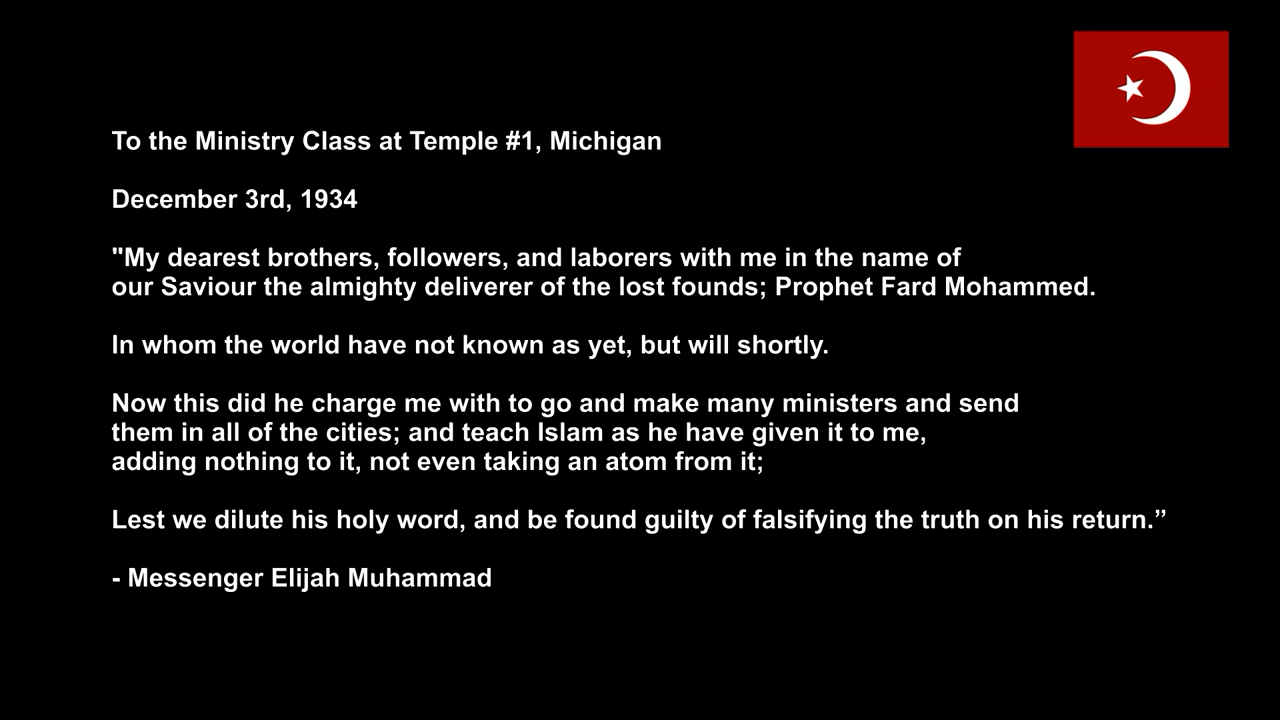 To the Ministry Class at Temple #1, Michigan
December 3rd, 1934
"My dearest brothers, followers, and laborers with me in the name of
our Saviour the almighty deliverer of the lost founds; Prophet Fard Mohammed.
In whom the world have not known as yet, but will shortly.
Now this did he charge me with to go and make many ministers and send
them in all of the cities; and teach Islam as he have given it to me,
adding nothing to it, not even taking an atom from it;
Lest we dilute his holy word, and be found guilty of falsifying the truth on his return.”
- Messenger Elijah Muhammad